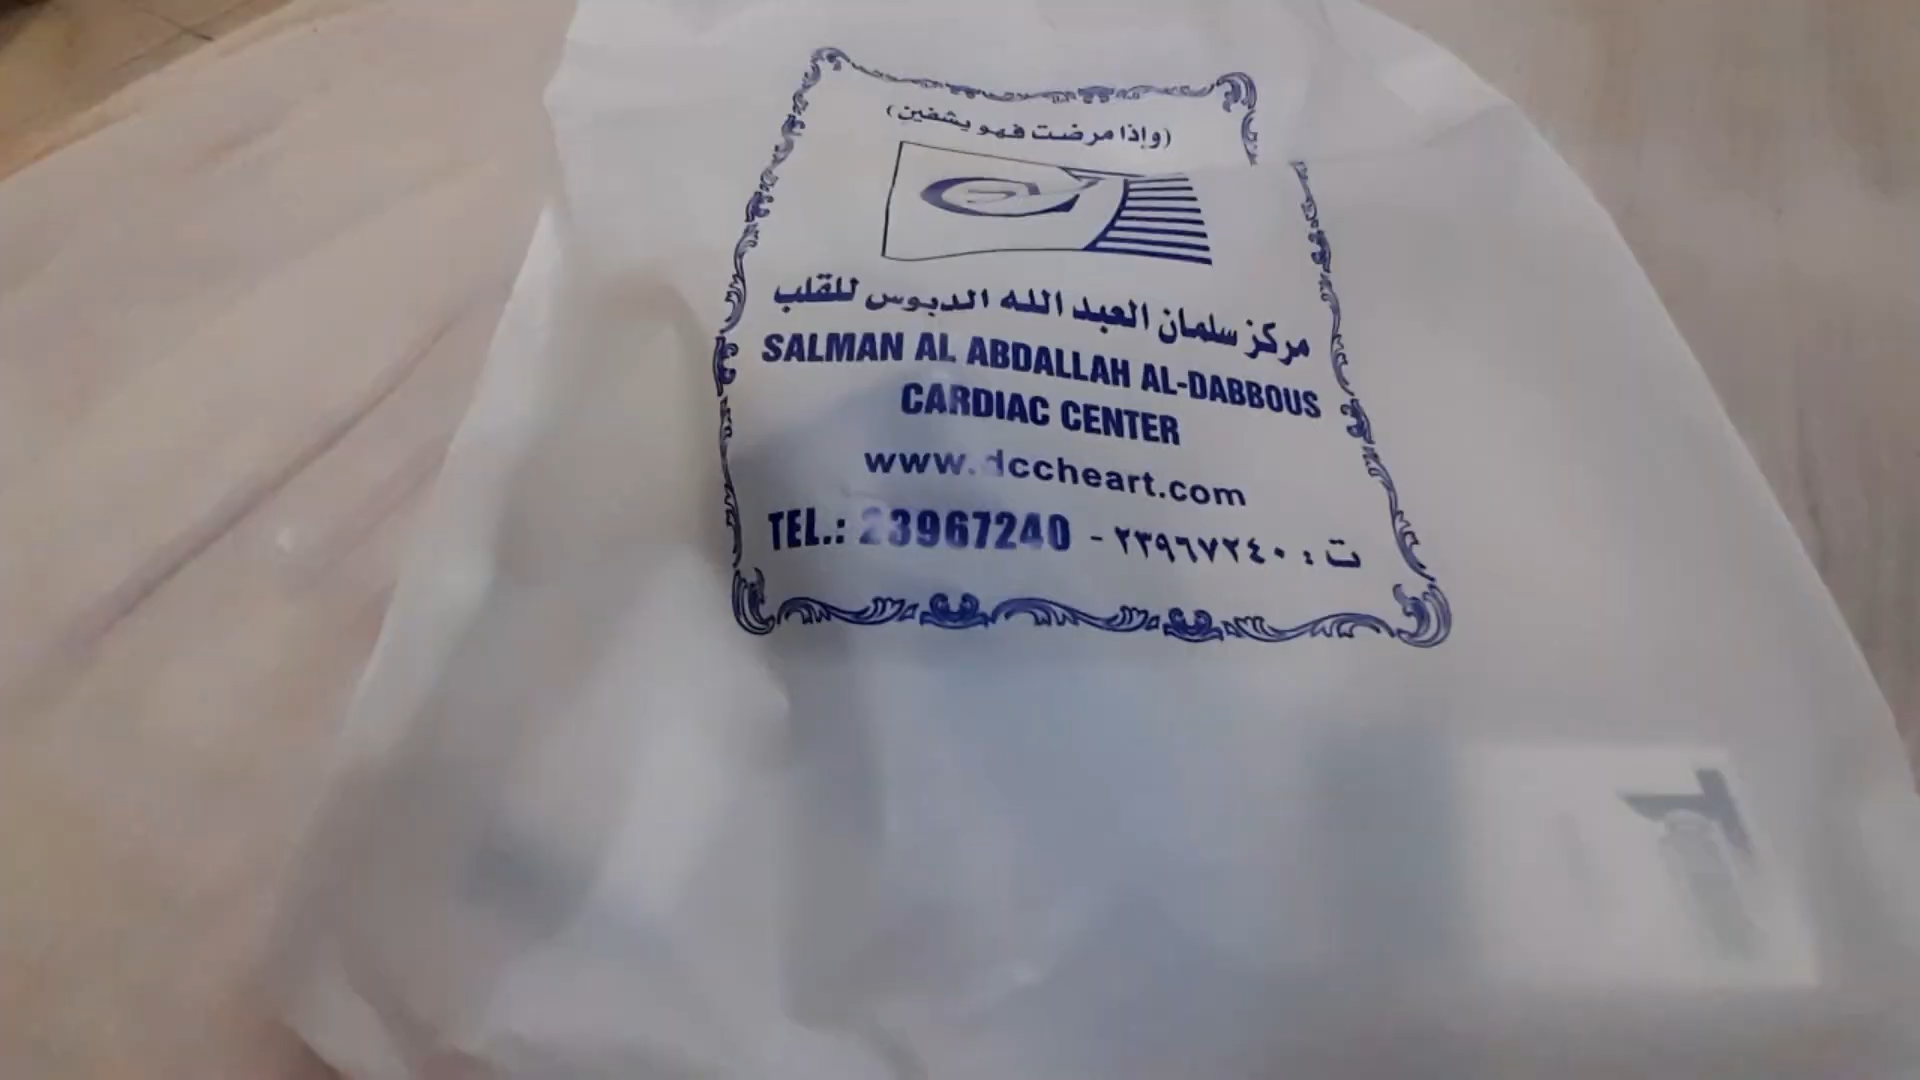 (وإذا مرضت فهو يشفين)
مركز سلمان العبد الله الدبوس للقلب
SALMAN AL ABDALLAH AL-DABBOUS
CARDIAC CENTER
www.dccheart.com
TEL.: 23967240 - ٢٣٩٦٧٢٤٠ : ت